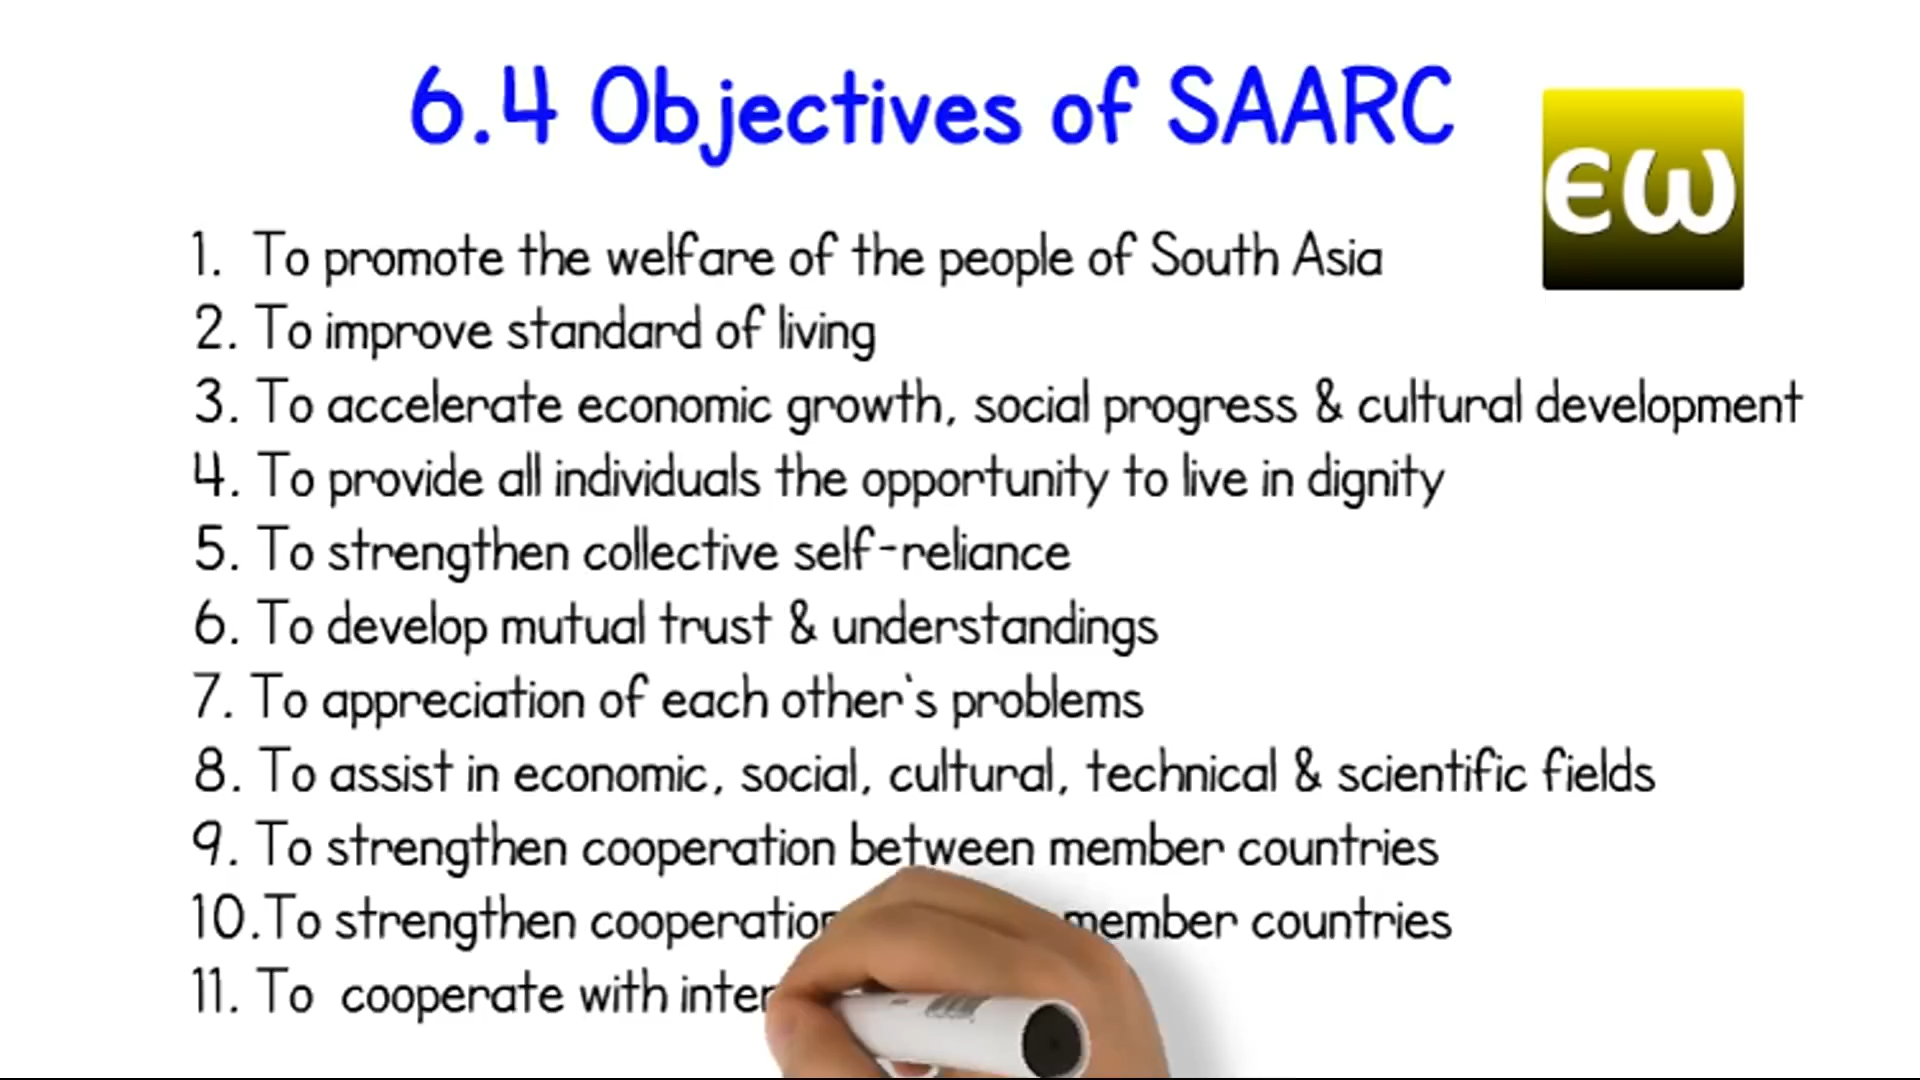 6.4 Objectives of SAARC
ϵω
1. To promote the welfare of the people of South Asia
2. To improve standard of living
3. To accelerate economic growth, social progress & cultural development
4. To provide all individuals the opportunity to live in dignity
5. To strengthen collective self-reliance
6. To develop mutual trust & understandings
7. To appreciation of each other's problems
8. To assist in economic, social, cultural, technical & scientific fields
9. To strengthen cooperation between member countries
10.To strengthen member countries
11. To cooperate with